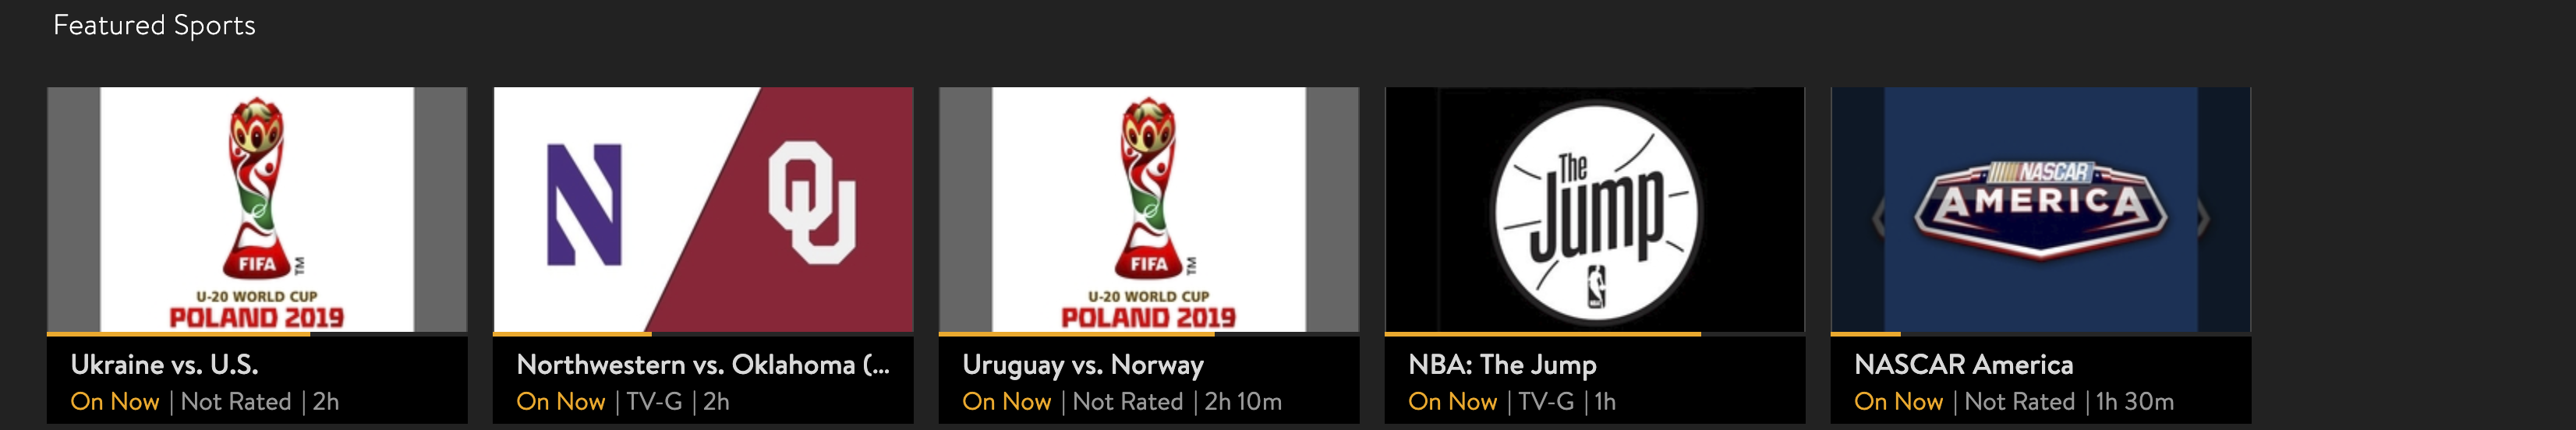 Featured Sports
FIFA
TM
U-20 WORLD CUP
POLAND 2019
Ukraine vs. U.S.
On Now | Not Rated | 2h
N
OU
Northwestern vs. Oklahoma (...
On Now | TV-G | 2h
FIFA
TM
U-20 WORLD CUP
POLAND 2019
Uruguay vs. Norway
On Now | Not Rated | 2h 10m
The
Jump
NBA
NBA: The Jump
On Now | TV-G | 1h
NASCAR
AMERICA
NASCAR America
On Now | Not Rated | 1h 30m